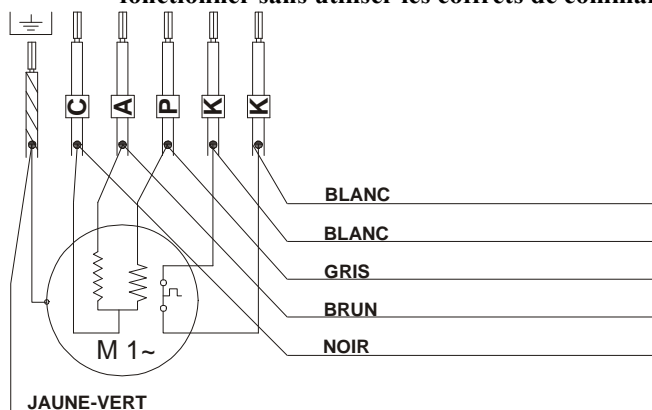 fonctionner sans utiliser les coffrets de comman
C A P K K
BLANC
BLANC
GRIS
BRUN
NOIR
M 1~
JAUNE-VERT